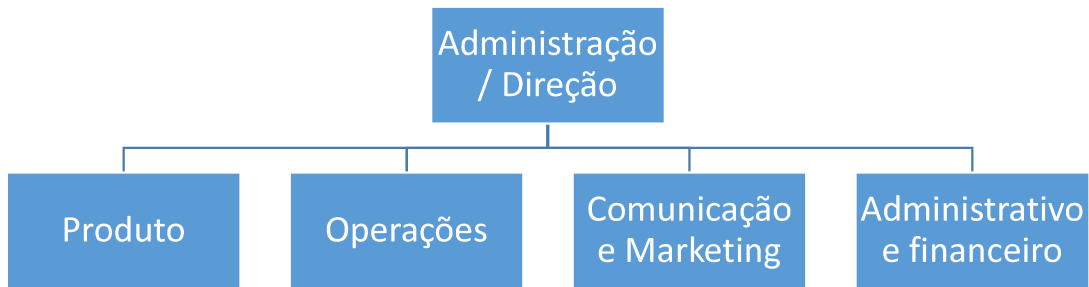 Administração
/ Direção
Produto
Operações
Comunicação
e Marketing
Administrativo
e financeiro